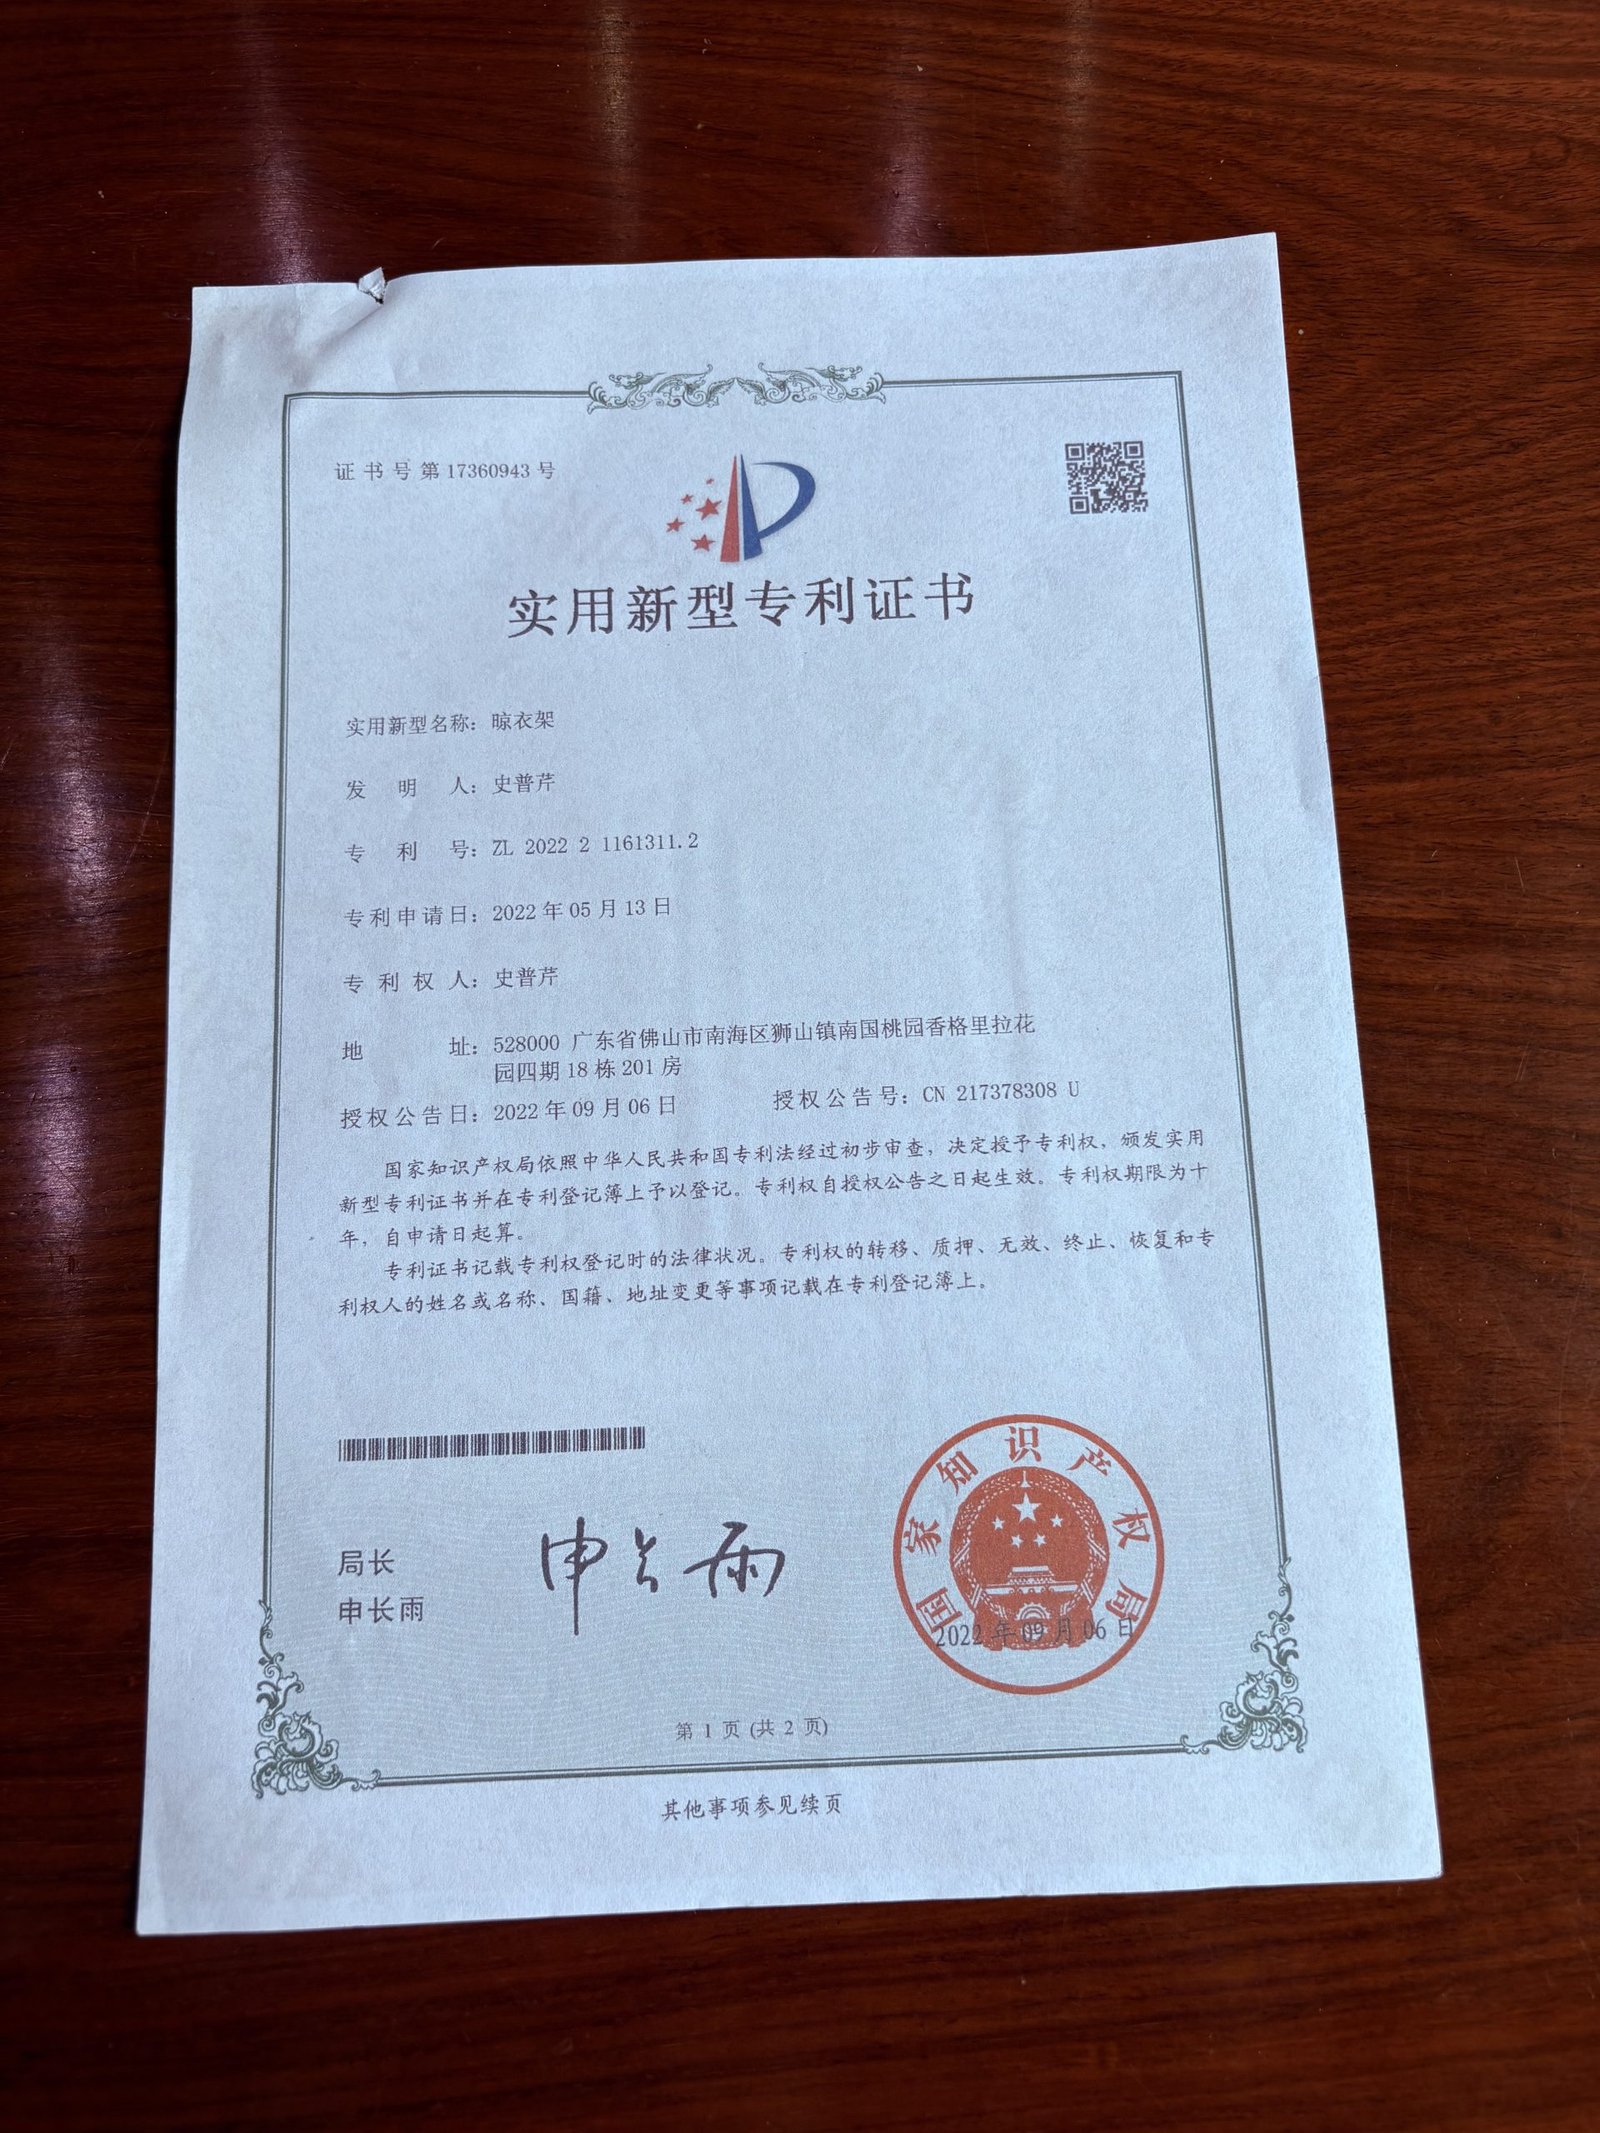 证书号第17360943号
实用新型专利证书
实用新型名称：晾衣架
发明人：史普芹
专利号：ZL 2022 2 1161311.2
专利申请日：2022年05月13日
专利权人：史普芹
地址：528000 广东省佛山市南海区狮山镇南国桃园香格里拉花
园四期18栋201房
授权公告日：2022年09月06日 授权公告号：CN 217378308 U
国家知识产权局依照中华人民共和国专利法经过初步审查，决定授予专利权，颁发实用
新型专利证书并在专利登记簿上予以登记。专利权自授权公告之日起生效。专利权期限为十
年，自申请日起算。
专利证书记载专利权登记时的法律状况。专利权的转移、质押、无效、终止、恢复和专
利权人的姓名或名称、国籍、地址变更等事项记载在专利登记簿上。
局长
申长雨
申长雨
国家知识产权局
2022年09月06日
第 1 页 (共 2 页)
其他事项参见续页